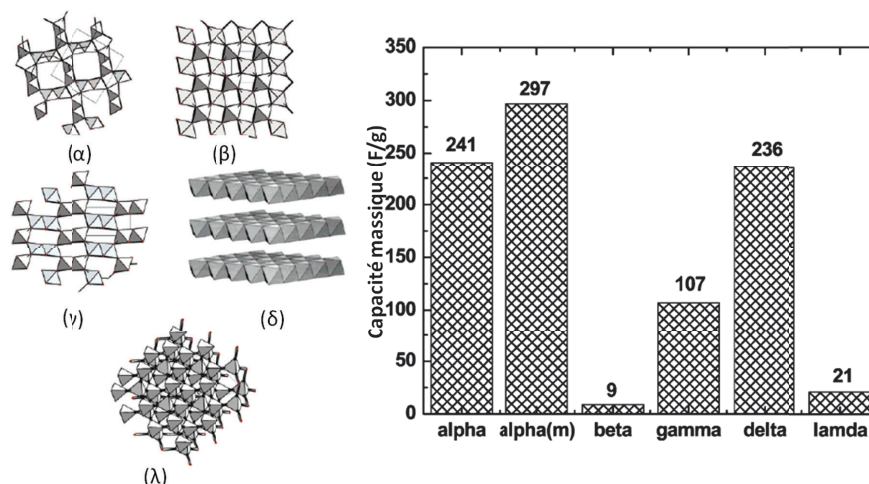 (α)
(β)
(γ)
(δ)
(λ)
Capacité massique (F/g)
350
300
250
200
150
100
50
0
241
297
9
107
236
21
alpha
alpha(m)
beta
gamma
delta
lamda